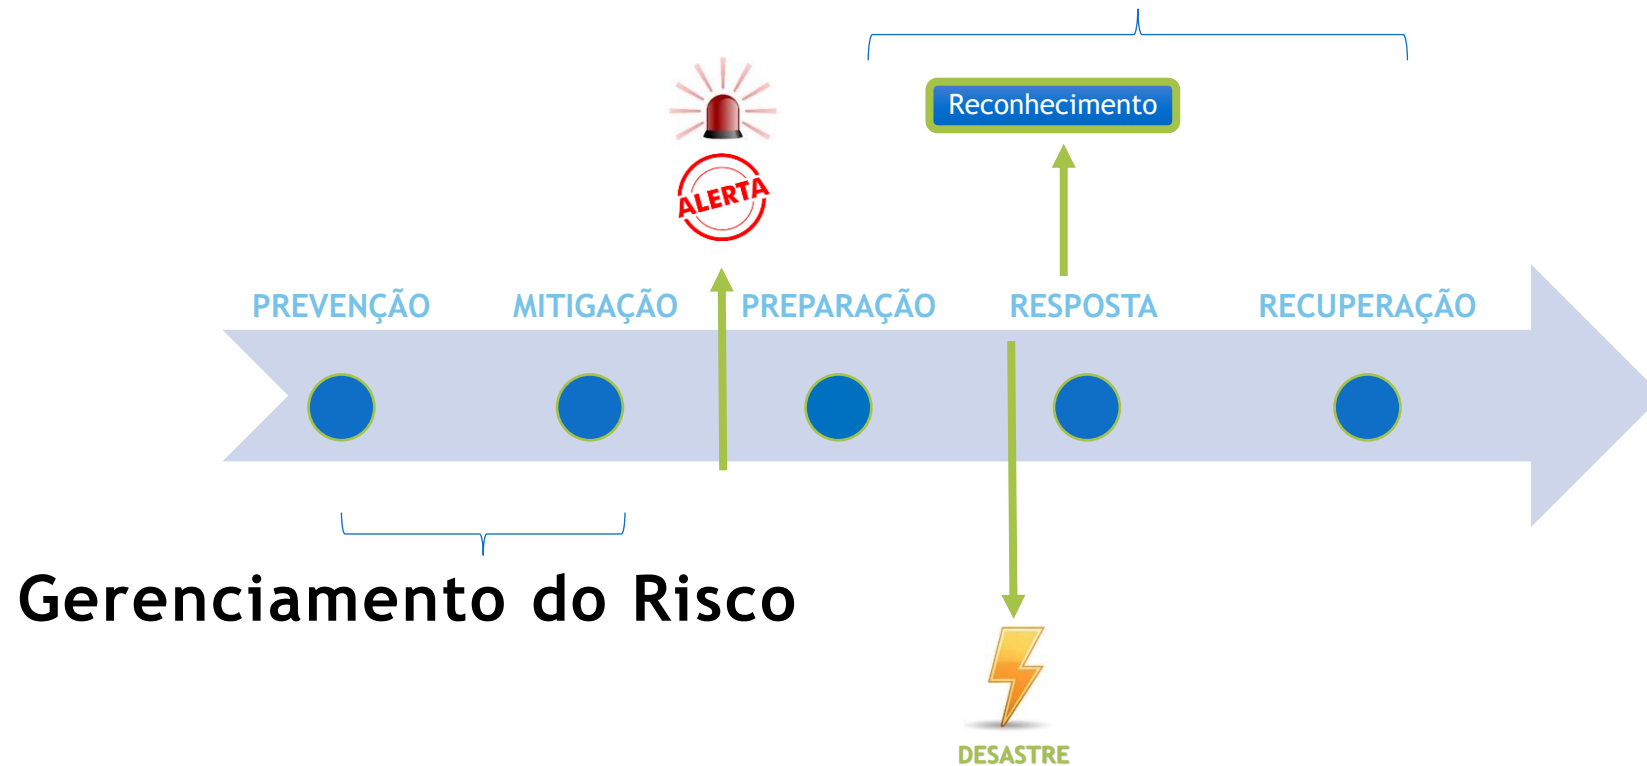 Reconhecimento
ALERTA
PREVENÇÃO
MITIGAÇÃO
PREPARAÇÃO
RESPOSTA
RECUPERAÇÃO
Gerenciamento do Risco
DESASTRE